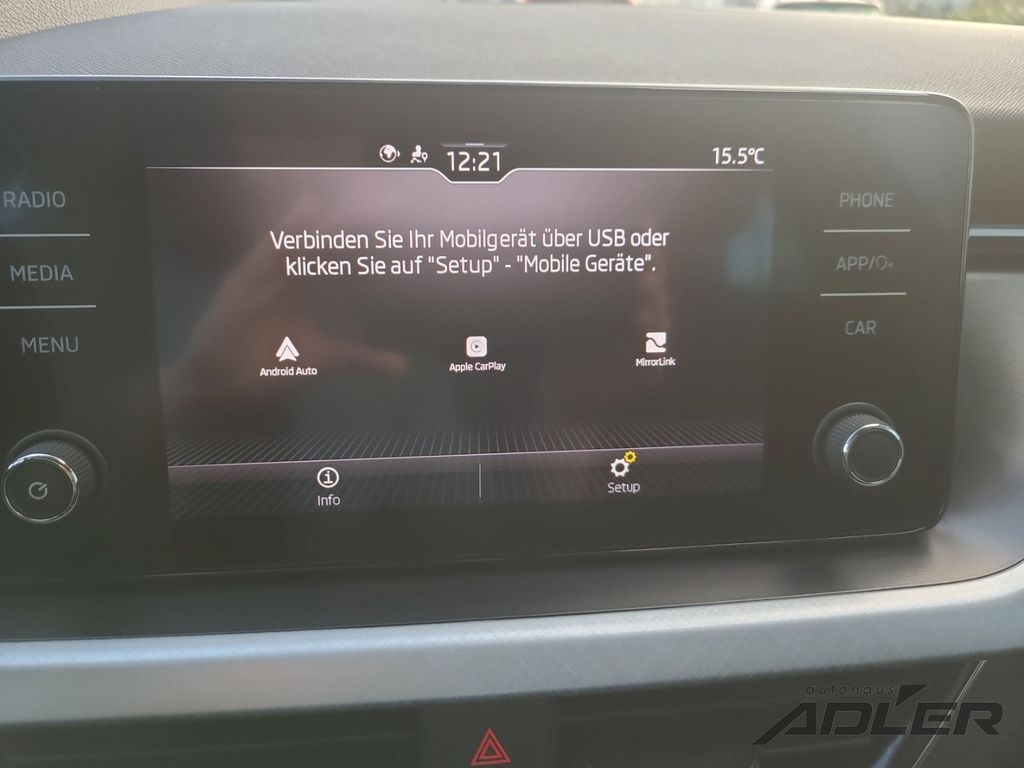 12:21
15.5°C
RADIO
MEDIA
MENU
Verbinden Sie Ihr Mobilgerät über USB oder
klicken Sie auf "Setup" - "Mobile Geräte".
Android Auto
Apple CarPlay
MirrorLink
Info
Setup
PHONE
APP/
CAR
autohaus
ADLER